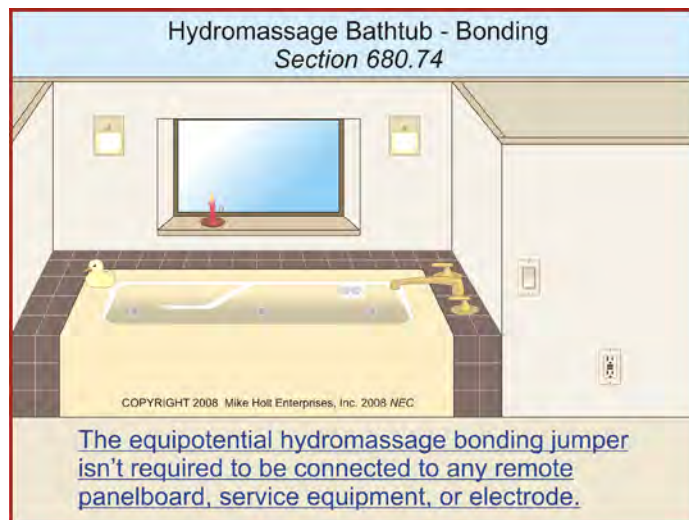 Hydromassage Bathtub - Bonding
Section 680.74
COPYRIGHT 2008 Mike Holt Enterprises, Inc. 2008 NEC
The equipotential hydromassage bonding jumper
isn't required to be connected to any remote
panelboard, service equipment, or electrode.